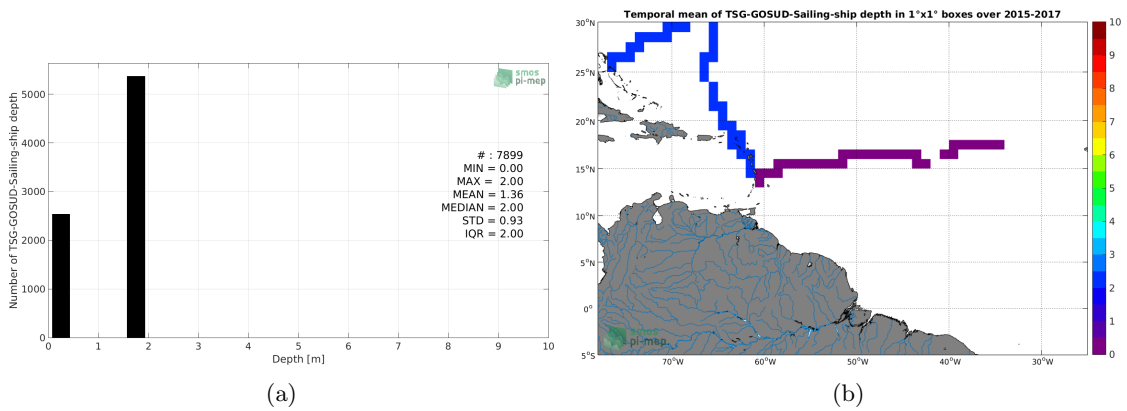 smos
pi-mep
# : 7899
MIN = 0.00
MAX = 2.00
MEAN = 1.36
MEDIAN = 2.00
STD = 0.93
IQR = 2.00
Number of TSG-GOSUD-Sailing-ship depth
5000
4000
3000
2000
1000
0
0 1 2 3 4 5 6 7 8 9 10
Depth [m]
(a)
Temporal mean of TSG-GOSUD-Sailing-ship depth in 1°x1° boxes over 2015-2017
30°N
25°N
20°N
15°N
10°N
5°N
0°
5°S
70°W 60°W 50°W 40°W 30°W
smos
pi-mep
10
9
8
7
6
5
4
3
2
1
0
(b)